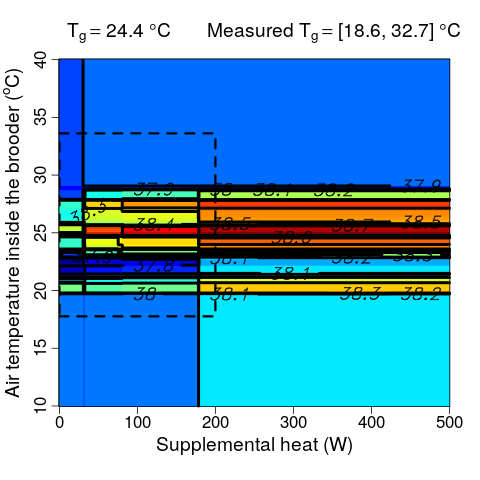 T_g = 24.4 °C Measured T_g = [18.6, 32.7] °C
Air temperature inside the brooder (°C)
40
35
30
25
20
15
10
37.9 38 38.1 38.2 37.9
38.3
38.4 38.5 38.7 38.5
37.8 38.1 38.2
38.1
38 38.1 38.3 38.2
0 100 200 300 400 500
Supplemental heat (W)